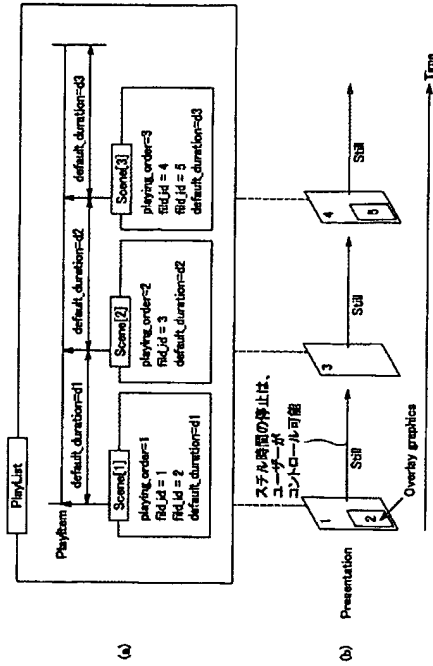 (a)
PlayList
PlayItem
default_duration=d1
default_duration=d2
default_duration=d3
Scene[1]
playing_order=1
fild_id = 1
fild_id = 2
default_duration=d1
Scene[2]
playing_order=2
fild_id = 3
default_duration=d2
Scene[3]
playing_order=3
fild_id = 4
fild_id = 5
default_duration=d3
(b)
Presentation
1
2
Overlay graphics
Still
ステル時間の停止は、
ユーザーが
コントロール可能
3
Still
4
5
Still
Time